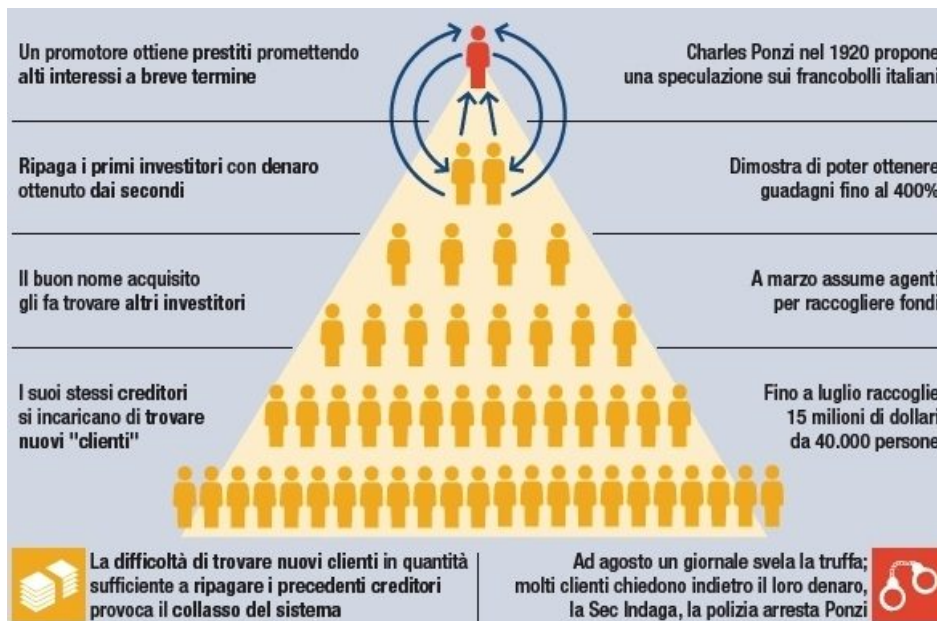 Un promotore ottiene prestiti promettendo
alti interessi a breve termine
Charles Ponzi nel 1920 propone
una speculazione sui francobolli italiani
Ripaga i primi investitori con denaro
ottenuto dai secondi
Dimostra di poter ottenere
guadagni fino al 400%
Il buon nome acquisito
gli fa trovare altri investitori
A marzo assume agenti
per raccogliere fondi
I suoi stessi creditori
si incaricano di trovare
nuovi "clienti"
Fino a luglio raccoglie
15 milioni di dollari
da 40.000 persone
La difficoltà di trovare nuovi clienti in quantità
sufficiente a ripagare i precedenti creditori
provoca il collasso del sistema
Ad agosto un giornale svela la truffa;
molti clienti chiedono indietro il loro denaro,
la Sec Indaga, la polizia arresta Ponzi